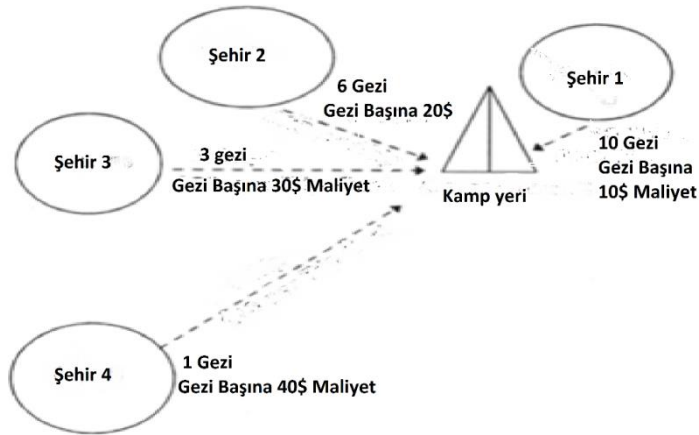 Şehir 2
Şehir 1
6 Gezi
Gezi Başına 20$
Şehir 3
3 gezi
Gezi Başına 30$ Maliyet
10 Gezi
Gezi Başına
10$ Maliyet
Kamp yeri
Şehir 4
1 Gezi
Gezi Başına 40$ Maliyet